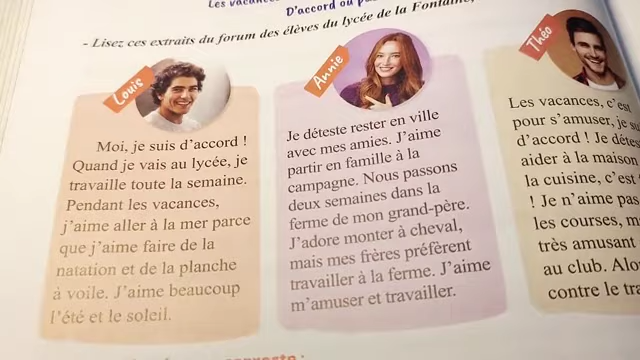 Les vacances
D'accord ou
- Lisez ces extraits du forum des élèves du lycée de la Fontaine,
Louis
Moi, je suis d'accord !
Quand je vais au lycée, je
travaille toute la semaine.
Pendant les vacances,
j'aime aller à la mer parce
que j'aime faire de la
natation et de la planche
à voile. J'aime beaucoup
l'été et le soleil.
Annie
Je déteste rester en ville
avec mes amies. J'aime
partir en famille à la
campagne. Nous passons
deux semaines dans la
ferme de mon grand-père.
J'adore monter à cheval,
mais mes frères préfèrent
travailler à la ferme. J'aime
m'amuser et travailler.
Théo
Les vacances, c'est
pour s'amuser, je
d'accord ! Je
aider à la maison
la cuisine, c'est
! Je n'aime pas
les courses,
très amusant
au club.
contre le